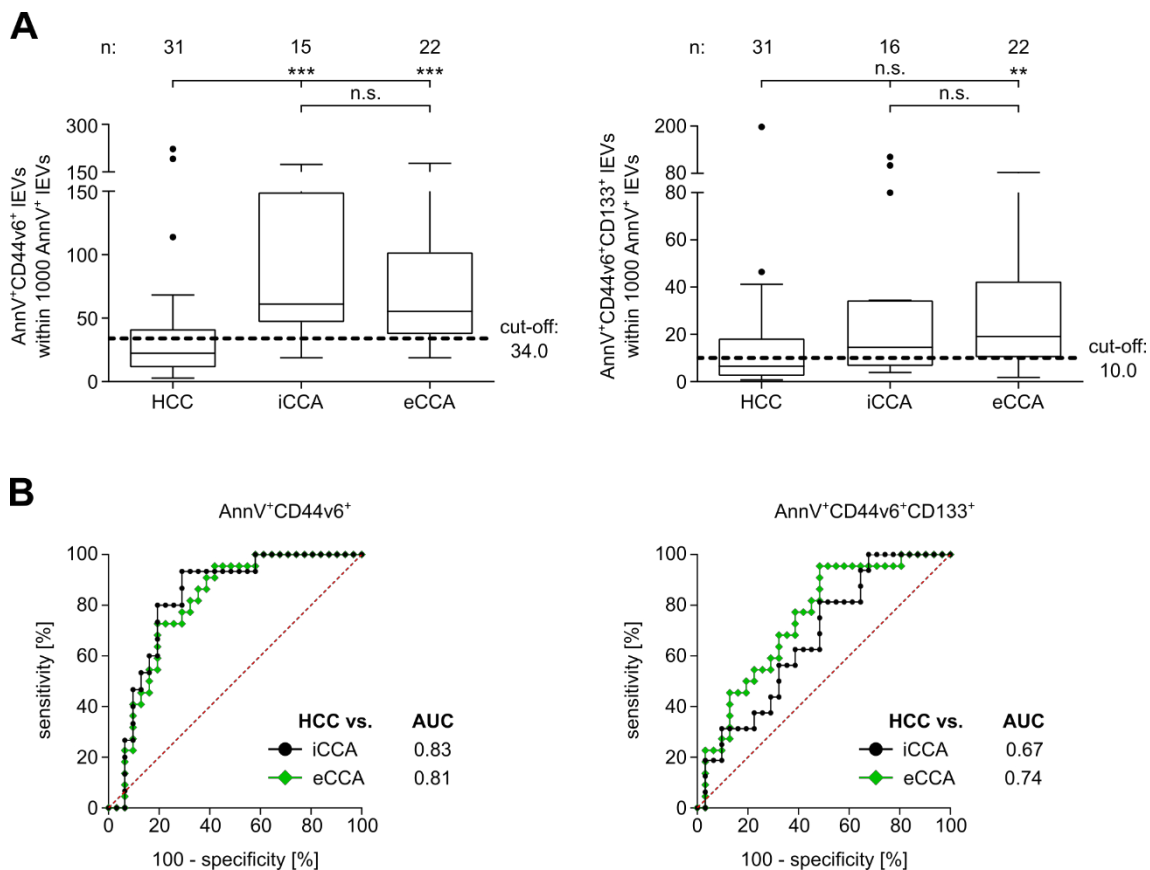 A
n: 31 15 22
*** ***
n.s.
AnnV⁺CD44v6⁺ lEVs
within 1000 AnnV⁺ lEVs
300
150
150
100
50
0
cut-off:
34.0
HCC iCCA eCCA
31 16 22
n.s. **
n.s.
AnnV⁺CD44v6⁺CD133⁺ lEVs
within 1000 AnnV⁺ lEVs
200
80
80
60
40
20
0
cut-off:
10.0
HCC iCCA eCCA
B
AnnV⁺CD44v6⁺
sensitivity [%]
100
80
60
40
20
0
HCC vs. AUC
iCCA 0.83
eCCA 0.81
0 20 40 60 80 100
100 - specificity [%]
AnnV⁺CD44v6⁺CD133⁺
sensitivity [%]
100
80
60
40
20
0
HCC vs. AUC
iCCA 0.67
eCCA 0.74
0 20 40 60 80 100
100 - specificity [%]